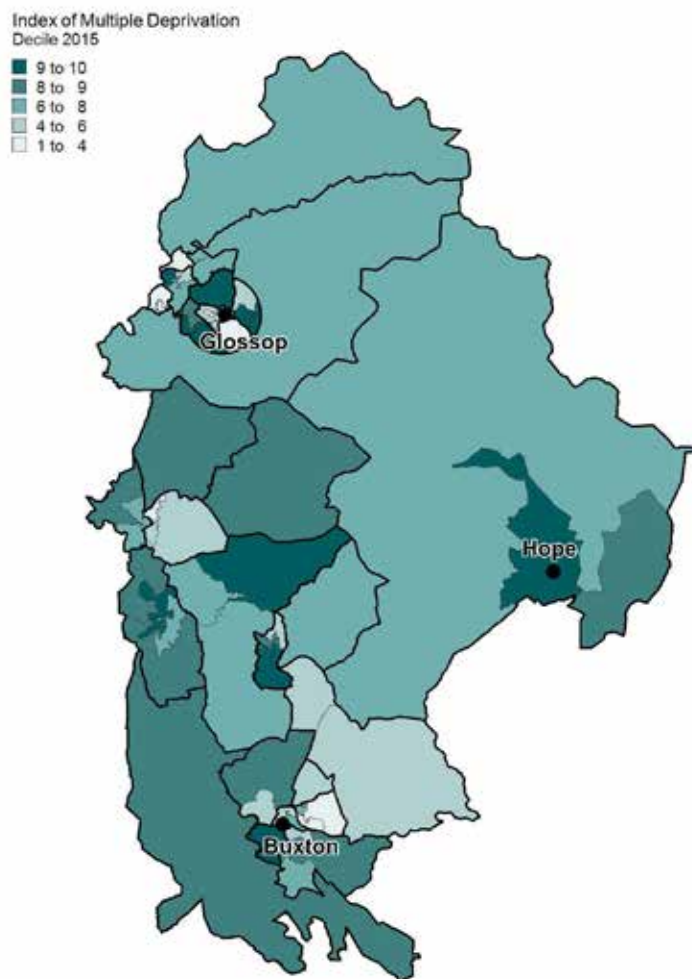 Index of Multiple Deprivation
Decile 2015
9 to 10
8 to 9
6 to 8
4 to 6
1 to 4
Glossop
Hope
Buxton